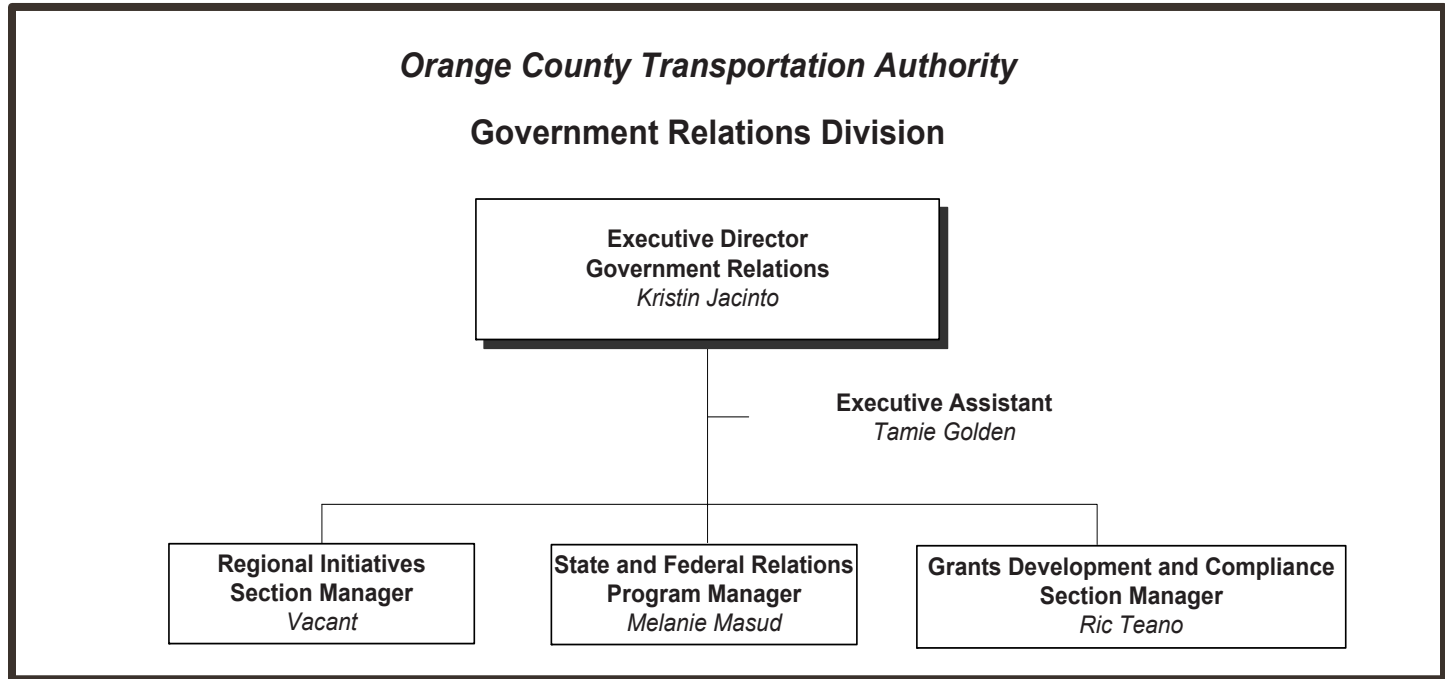 Orange County Transportation Authority
Government Relations Division
Executive Director
Government Relations
Kristin Jacinto
Executive Assistant
Tamie Golden
Regional Initiatives
Section Manager
Vacant
State and Federal Relations
Program Manager
Melanie Masud
Grants Development and Compliance
Section Manager
Ric Teano